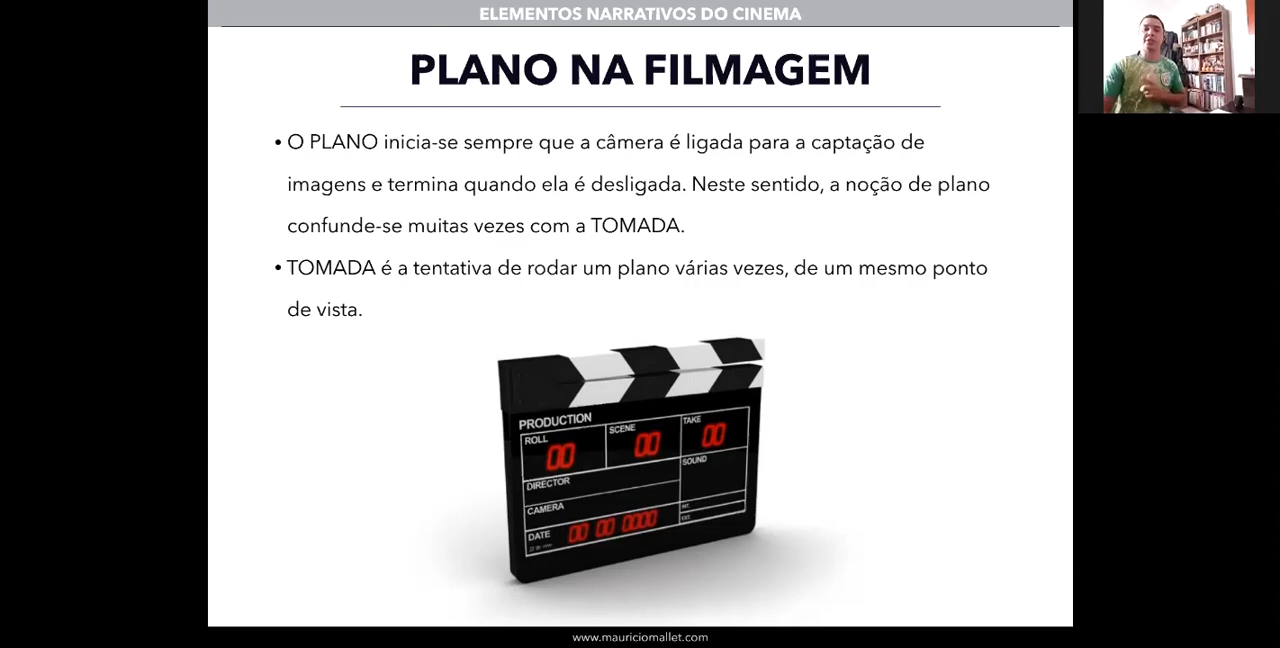 ELEMENTOS NARRATIVOS DO CINEMA
PLANO NA FILMAGEM
• O PLANO inicia-se sempre que a câmera é ligada para a captação de
imagens e termina quando ela é desligada. Neste sentido, a noção de plano
confunde-se muitas vezes com a TOMADA.
• TOMADA é a tentativa de rodar um plano várias vezes, de um mesmo ponto
de vista.
PRODUCTION
ROLL
00
SCENE
00
TAKE
00
SOUND
DIRECTOR
CAMERA
INT.
EXT.
DATE
00 00 0000
www.mauriciomallet.com